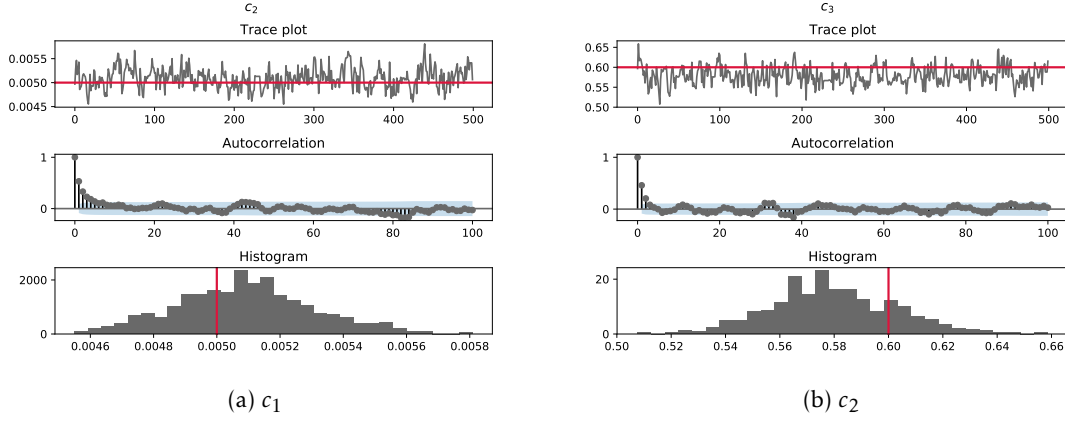 c₂
Trace plot
0.0055
0.0050
0.0045
0 100 200 300 400 500
Autocorrelation
1
0
0 20 40 60 80 100
Histogram
2000
0
0.0046 0.0048 0.0050 0.0052 0.0054 0.0056 0.0058
(a) c₁
c₃
Trace plot
0.65
0.60
0.55
0.50
0 100 200 300 400 500
Autocorrelation
1
0
0 20 40 60 80 100
Histogram
20
0
0.50 0.52 0.54 0.56 0.58 0.60 0.62 0.64 0.66
(b) c₂